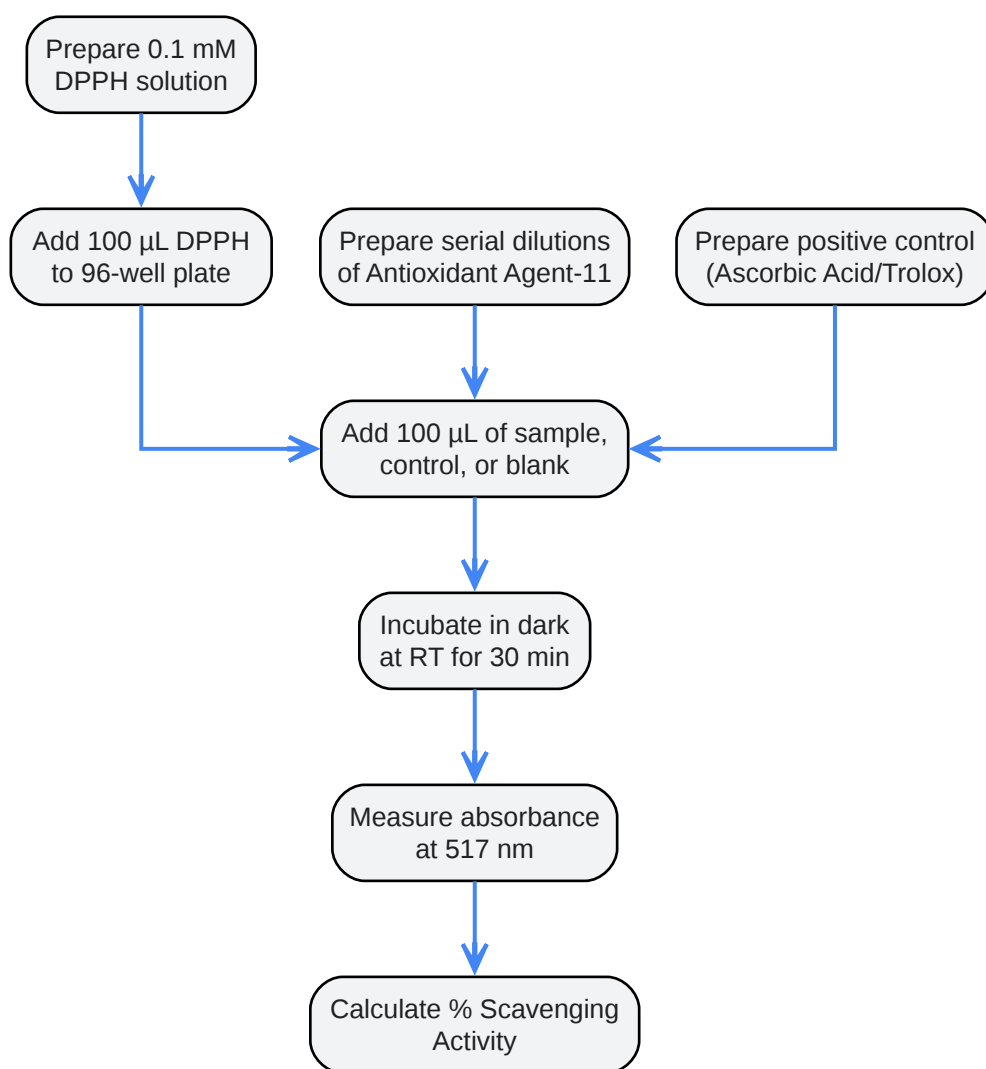 Prepare 0.1 mM
DPPH solution
Add 100 µL DPPH
to 96-well plate
Prepare serial dilutions
of Antioxidant Agent-11
Prepare positive control
(Ascorbic Acid/Trolox)
Add 100 µL of sample,
control, or blank
Incubate in dark
at RT for 30 min
Measure absorbance
at 517 nm
Calculate % Scavenging
Activity